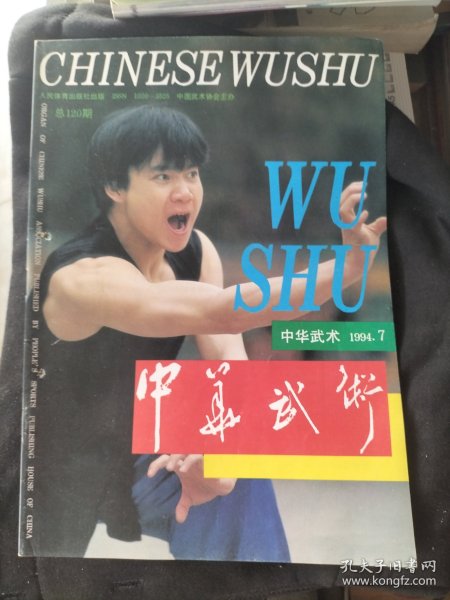 CHINESE WUSHU
人民体育出版社出版 ISSN 1000-3525 中国武术协会主办
总120期
ORGAN OF CHINESE WUSHU ASSOCIATION PUBLISHED BY PEOPLE'S SPORTS PUBLISHING HOUSE OF CHINA
WU
SHU
中华武术 1994.7
中华武術
孔夫子旧书网
www.kongfz.com